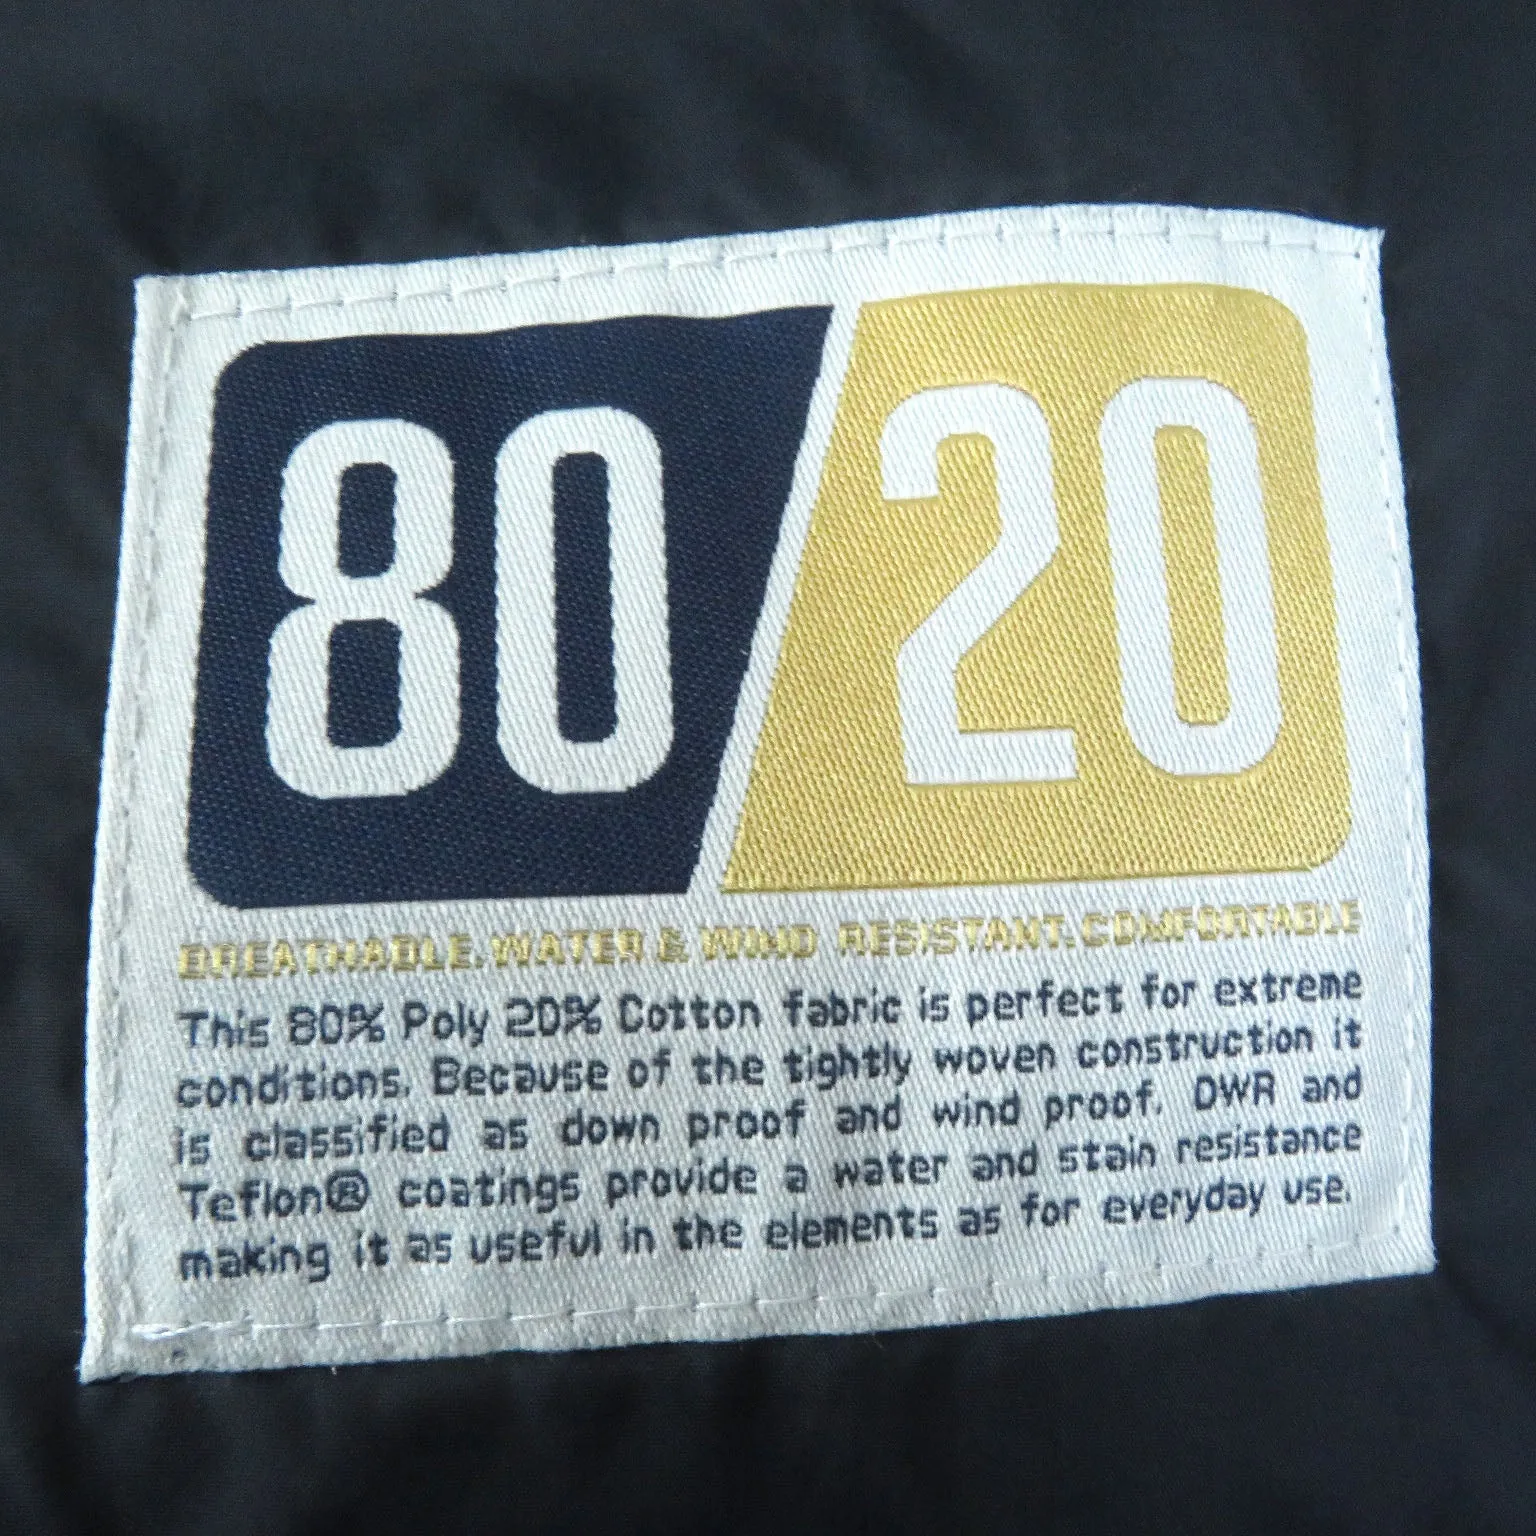 80 20
BREATHABLE. WATER & WIND RESISTANT. COMFORTABLE
This 80% Poly 20% Cotton fabric is perfect for extreme
conditions. Because of the tightly woven construction it
is classified as down proof and wind proof. DWR and
Teflon® coatings provide a water and stain resistance
making it as useful in the elements as for everyday use.